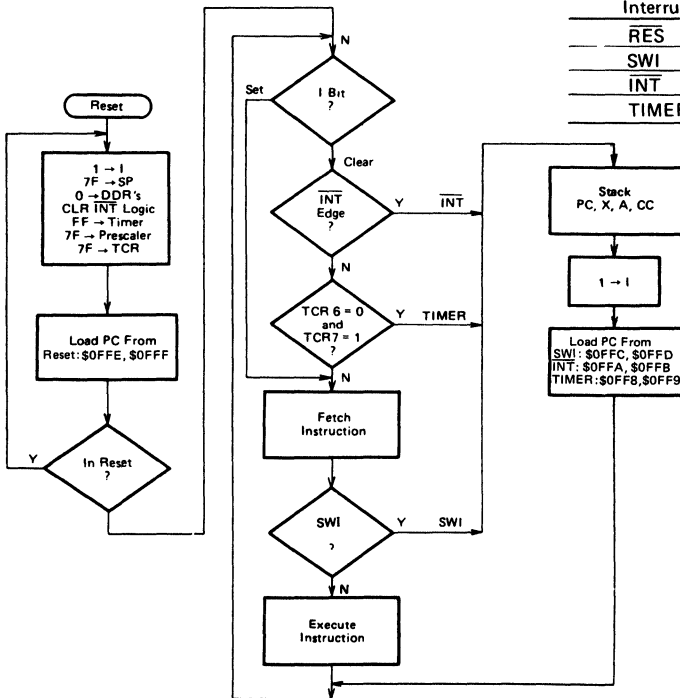 Interru
RES
SWI
INT
TIMER
N
I Bit
?
Set
Clear
Reset
1 → I
7F → SP
0 → DDR's
CLR INT Logic
FF → Timer
7F → Prescaler
7F → TCR
Load PC From
Reset: $0FFE, $0FFF
In Reset
?
Y
INT
Edge
?
Y
INT
N
TCR 6 = 0
and
TCR7 = 1
?
Y
TIMER
N
Fetch
Instruction
SWI
?
Y
SWI
N
Execute
Instruction
Stack
PC, X, A, CC
1 → I
Load PC From
SWI: $0FFC, $0FFD
INT: $0FFA, $0FFB
TIMER:$0FF8,$0FF9